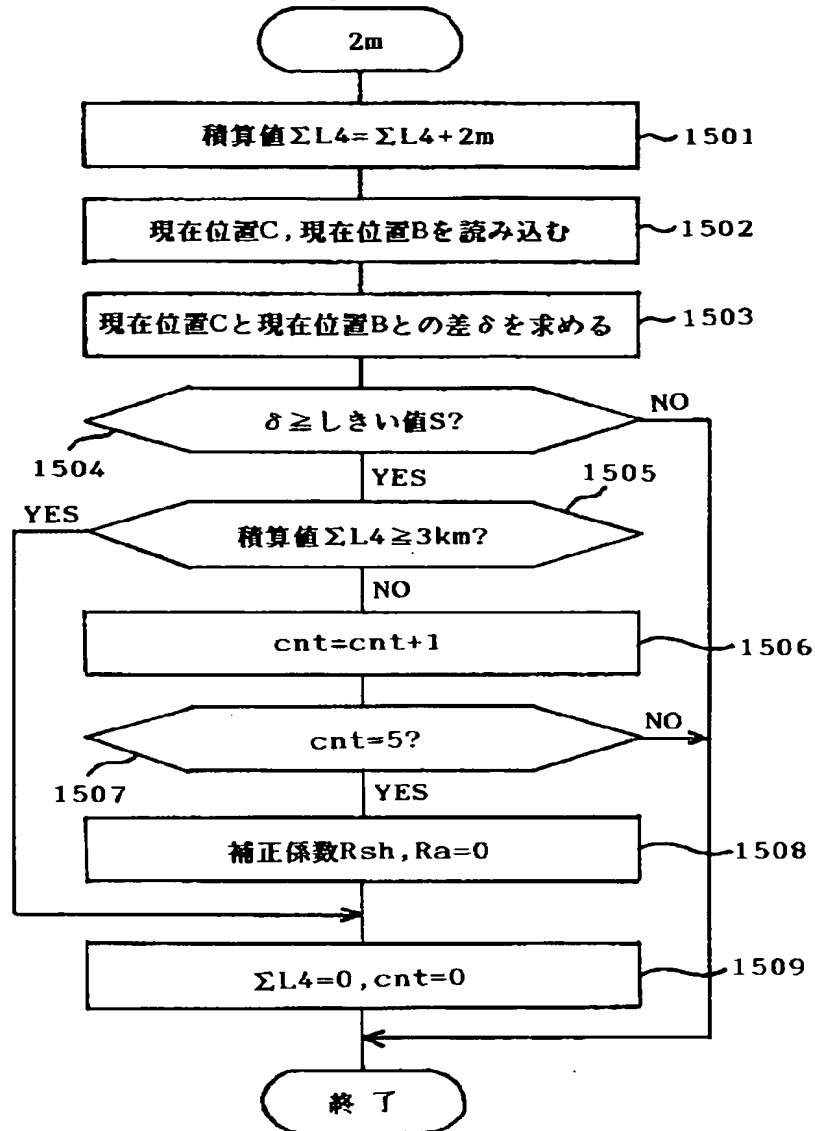 2m
積算値ΣL4=ΣL4+2m
1501
現在位置C,現在位置Bを読み込む
1502
現在位置Cと現在位置Bとの差δを求める
1503
δ≧しきい値S?
NO
1504
YES
1505
YES
積算値ΣL4≧3km?
NO
cnt=cnt+1
1506
cnt=5?
NO
1507
YES
補正係数Rsh,Ra=0
1508
ΣL4=0,cnt=0
1509
終了